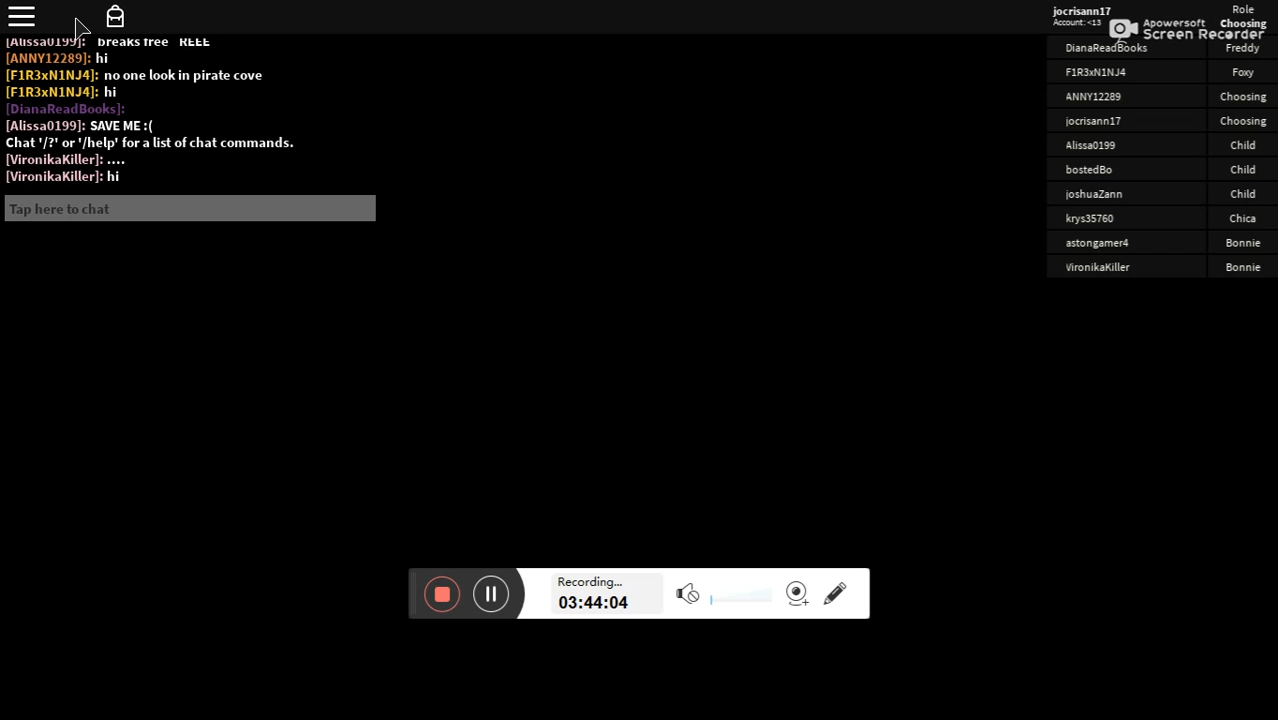 jocrisann17
Account: <13
Role
Choosing
Apowersoft
Screen Recorder
[Alissa0199]: breaks free REEE
[ANNY12289]: hi
[F1R3xN1NJ4]: no one look in pirate cove
[F1R3xN1NJ4]: hi
[DianaReadBooks]:
[Alissa0199]: SAVE ME :(
Chat '/?' or '/help' for a list of chat commands.
[VironikaKiller]: ....
[VironikaKiller]: hi
Tap here to chat
DianaReadBooks Freddy
F1R3xN1NJ4 Foxy
ANNY12289 Choosing
jocrisann17 Choosing
Alissa0199 Child
bostedBo Child
joshuaZann Child
krys35760 Chica
astongamer4 Bonnie
VironikaKiller Bonnie
Recording...
03:44:04